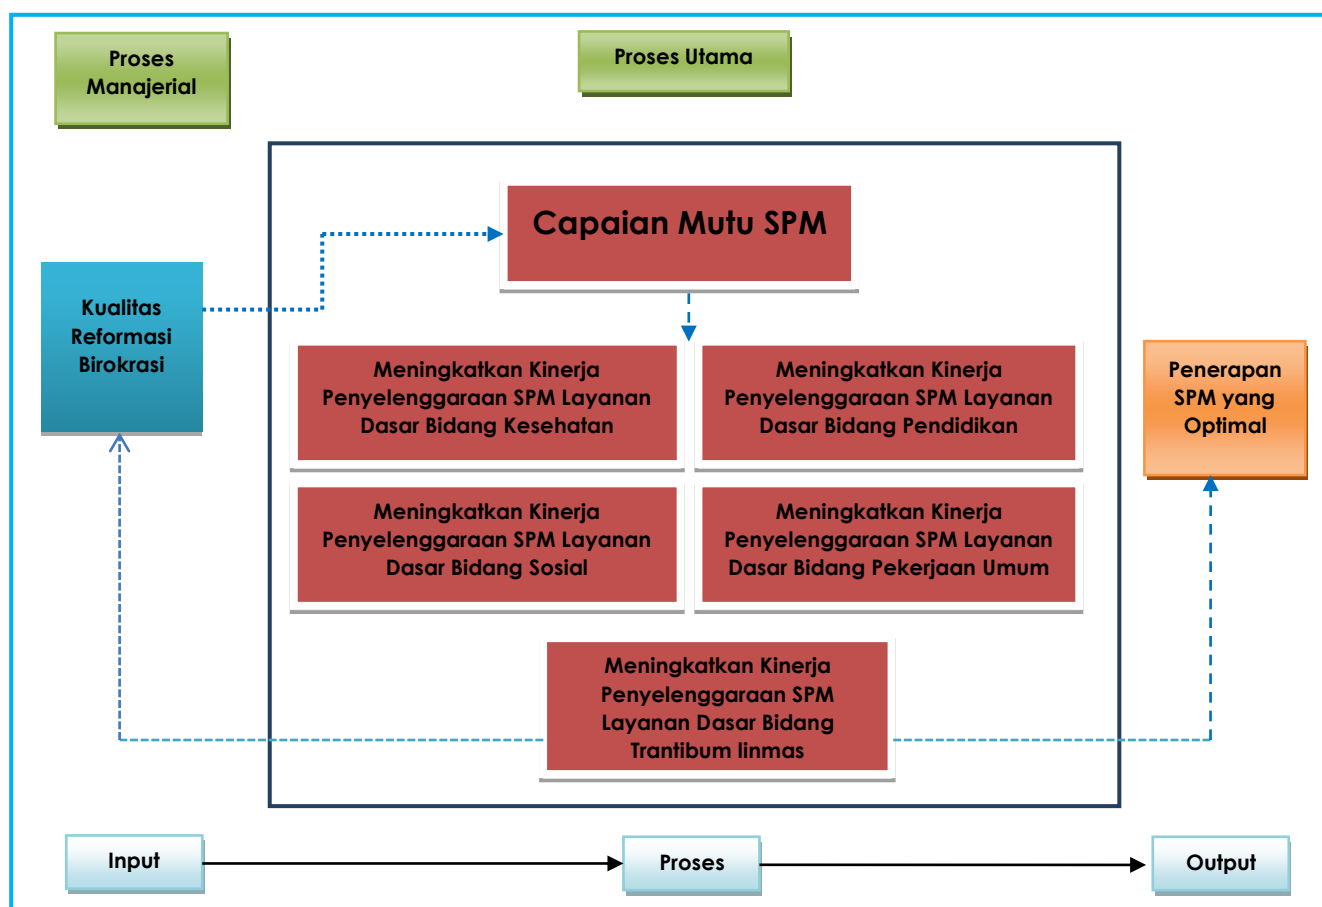 Proses
Manajerial
Proses Utama
Capaian Mutu SPM
Kualitas
Reformasi
Birokrasi
Meningkatkan Kinerja
Penyelenggaraan SPM Layanan
Dasar Bidang Kesehatan
Meningkatkan Kinerja
Penyelenggaraan SPM Layanan
Dasar Bidang Pendidikan
Penerapan
SPM yang
Optimal
Meningkatkan Kinerja
Penyelenggaraan SPM Layanan
Dasar Bidang Sosial
Meningkatkan Kinerja
Penyelenggaraan SPM Layanan
Dasar Bidang Pekerjaan Umum
Meningkatkan Kinerja
Penyelenggaraan SPM
Layanan Dasar Bidang
Trantibum linmas
Input
Proses
Output